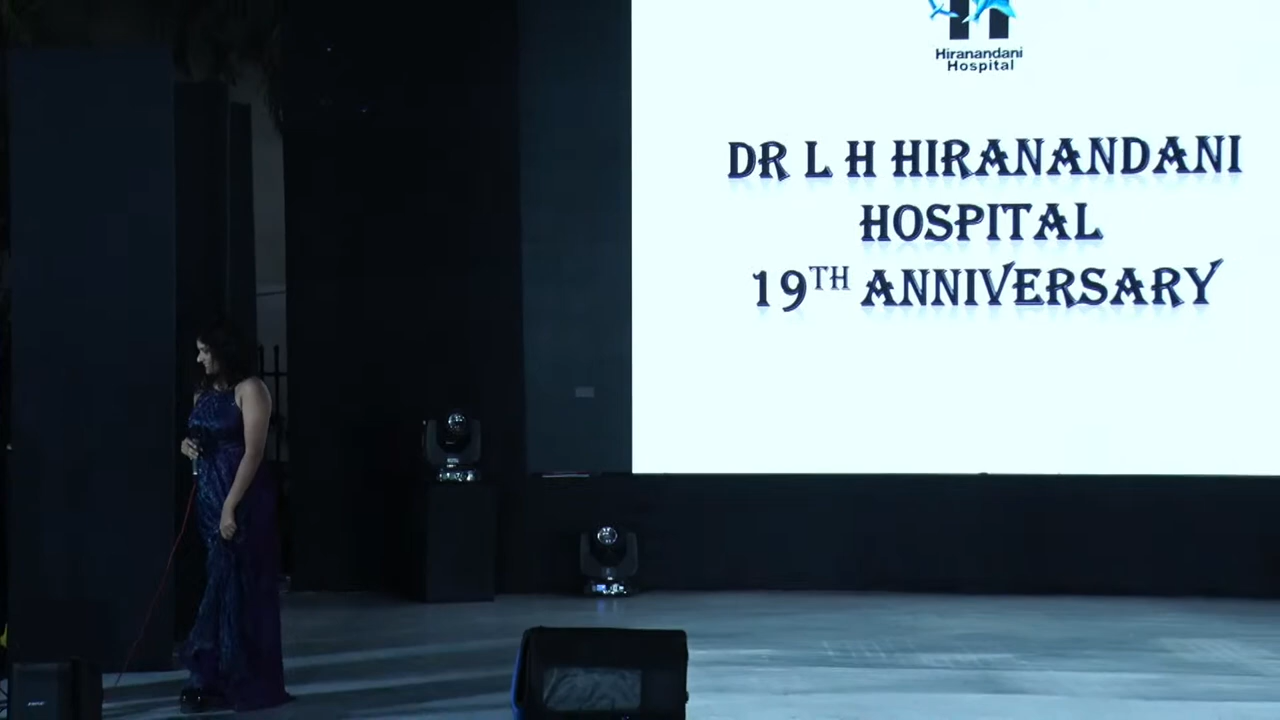 Hiranandani
Hospital
DR L H HIRANANDANI
HOSPITAL
19TH ANNIVERSARY